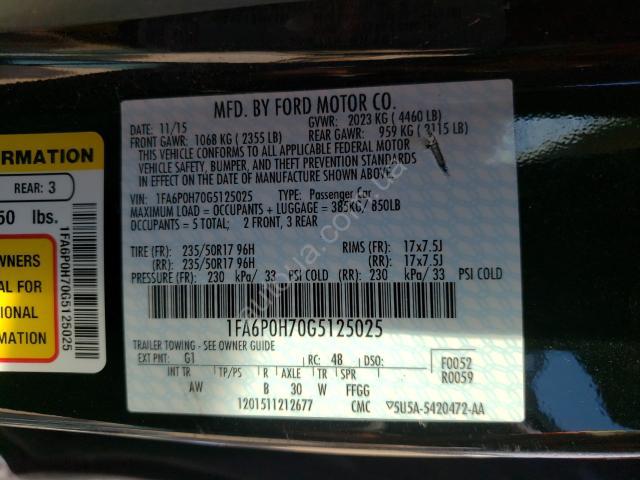 MFD. BY FORD MOTOR CO.
11/15 GVWR: 2023 KG ( 4460 LB)
FRONT GAWR: 1068 KG ( 2355 LB) REAR GAWR: 959 KG ( 2115 LB)
THIS VEHICLE CONFORMS TO ALL APPLICABLE FEDERAL MOTOR
VEHICLE SAFETY, BUMPER, AND THEFT PREVENTION STANDARDS
IN EFFECT ON THE DATE OF MANUFACTURE SHOWN ABOVE.
VIN: 1FA6P0H70G5125025 TYPE: Passenger Car
MAXIMUM LOAD = OCCUPANTS + LUGGAGE = 385KG/ 850LB
OCCUPANTS = 5 TOTAL; 2 FRONT, 3 REAR
TIRE (FR): 235/50R17 96H RIMS (FR): 17x7.5J
(RR): 235/50R17 96H (RR): 17x7.5J
PRESSURE (FR): 230 kPa/ 33 PSI COLD (RR): 230 kPa/ 33 PSI COLD
1FA6P0H70G5125025
TRAILER TOWING - SEE OWNER GUIDE
EXT PNT: G1 RC: 48 DSO: F0052
R0059
INT TR TP/PS R AXLE TR SPR
AW B 30 W FFGG
1201511212677 CMC ▽5U5A-5420472-AA
ORMATION
REAR: 3
50 lbs.
1FA6P0H70G5125025
WNERS
AL FOR
IONAL
MATION